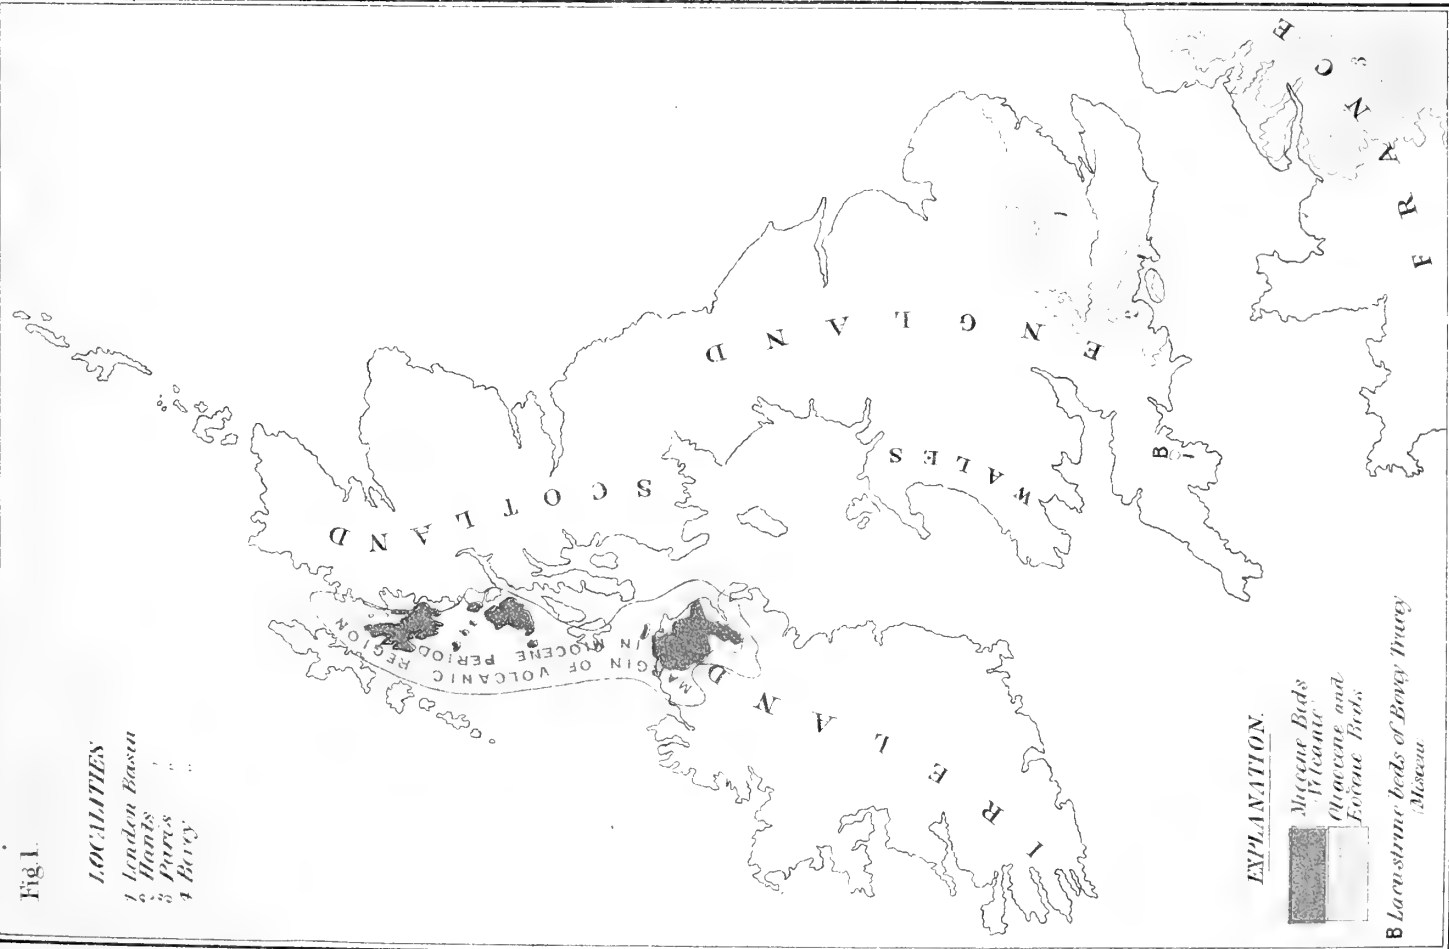 Fig. 1.
LOCALITIES
1 London Basin
2 Hants " "
3 Paris " "
4 Bovey
SCOTLAND
MARGIN OF VOLCANIC REGION
IN MIOCENE PERIOD
IRELAND
ENGLAND
WALES
FRANCE
1
3
B
EXPLANATION.
Miocene Beds
Volcanic
Oligocene and
Eocene Beds
B Lacustrine beds of Bovey Tracey
Miocene